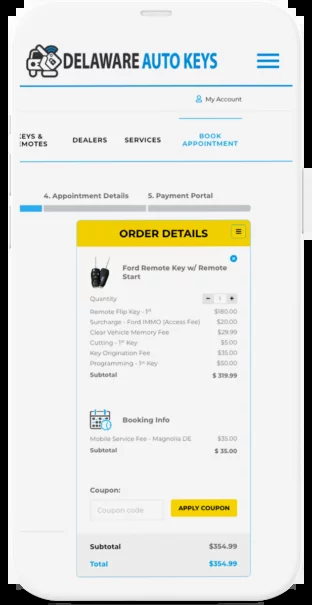 DELAWARE AUTO KEYS
My Account
KEYS &
EMOTES
DEALERS
SERVICES
BOOK
APPOINTMENT
4. Appointment Details
5. Payment Portal
ORDER DETAILS
Ford Remote Key w/ Remote
Start
Quantity - 1 +
Remote Flip Key - 1st $180.00
Surcharge - Ford IMMO (Access Fee) $20.00
Clear Vehicle Memory Fee $29.99
Cutting - 1st Key $5.00
Key Origination Fee $35.00
Programming - 1st Key $50.00
Subtotal $ 319.99
Booking Info
Mobile Service Fee - Magnolia DE $35.00
Subtotal $ 35.00
Coupon:
Coupon code
APPLY COUPON
Subtotal $354.99
Total $354.99